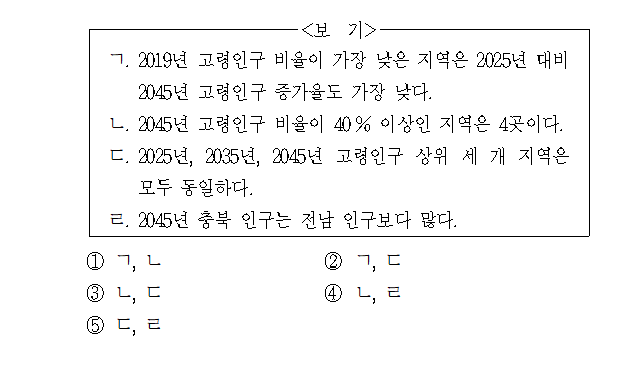 <보 기>
ㄱ. 2019년 고령인구 비율이 가장 낮은 지역은 2025년 대비
2045년 고령인구 증가율도 가장 낮다.
ㄴ. 2045년 고령인구 비율이 40% 이상인 지역은 4곳이다.
ㄷ. 2025년, 2035년, 2045년 고령인구 상위 세 개 지역은
모두 동일하다.
ㄹ. 2045년 충북 인구는 전남 인구보다 많다.
① ㄱ, ㄴ ② ㄱ, ㄷ
③ ㄴ, ㄷ ④ ㄴ, ㄹ
⑤ ㄷ, ㄹ